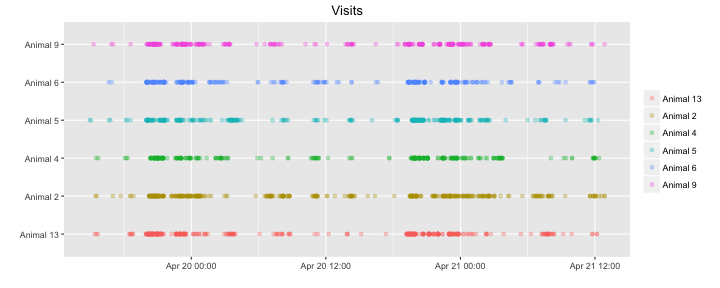 Visits
Animal 9
Animal 6
Animal 5
Animal 4
Animal 2
Animal 13
Apr 20 00:00
Apr 20 12:00
Apr 21 00:00
Apr 21 12:00
Animal 13
Animal 2
Animal 4
Animal 5
Animal 6
Animal 9